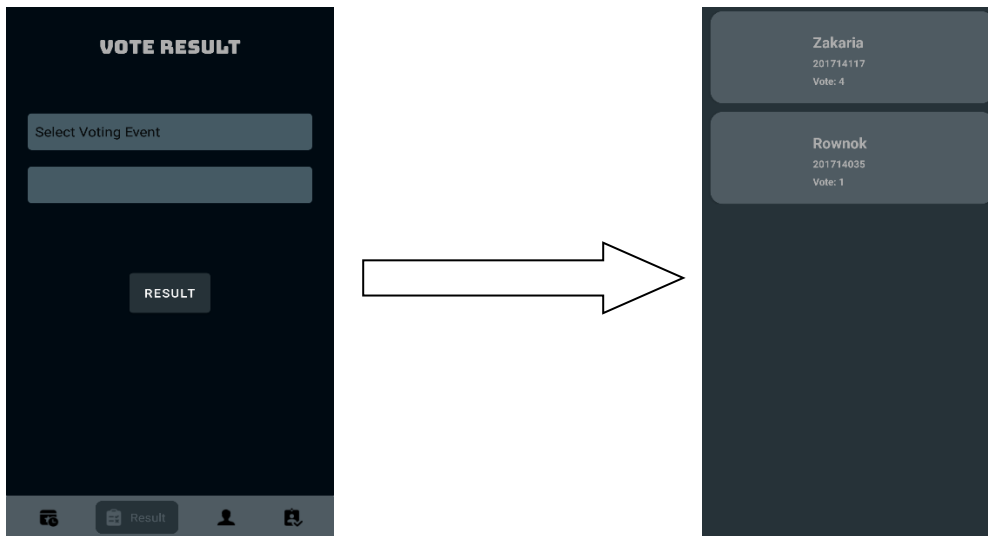 VOTE RESULT
Select Voting Event
RESULT
Result
Zakaria
201714117
Vote: 4
Rownok
201714035
Vote: 1